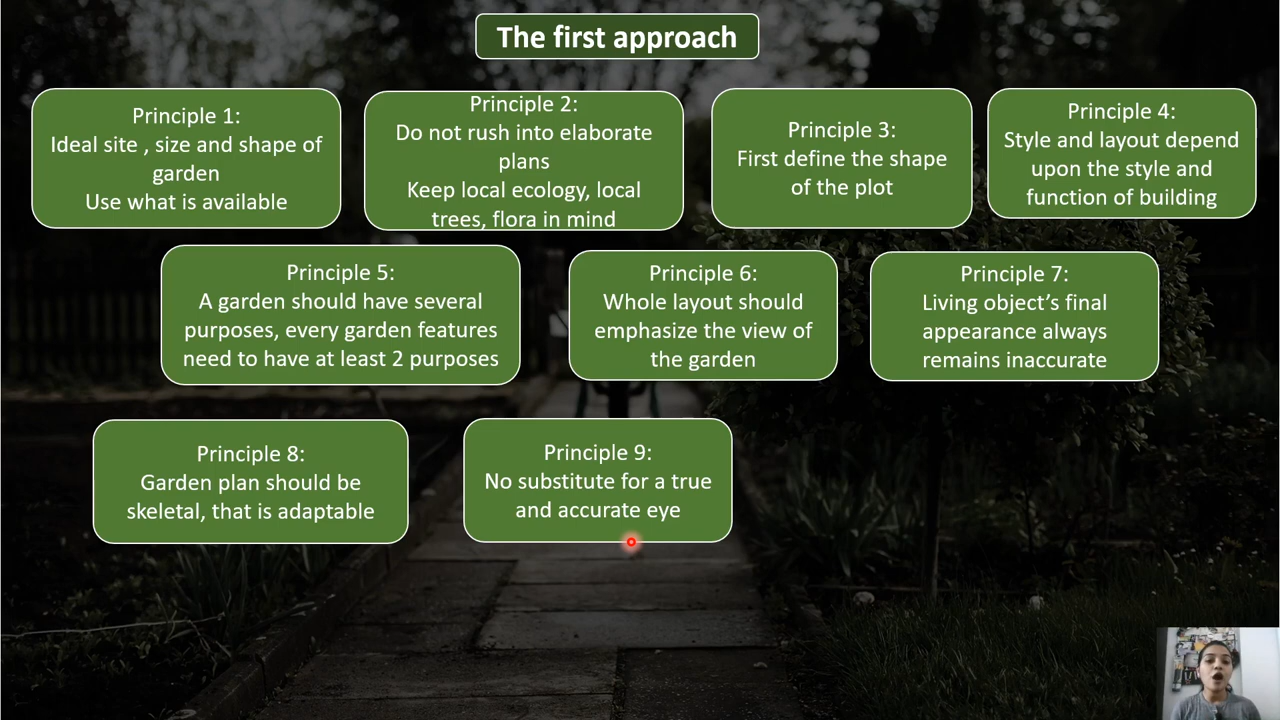 The first approach
Principle 1:
Ideal site , size and shape of
garden
Use what is available
Principle 2:
Do not rush into elaborate
plans
Keep local ecology, local
trees, flora in mind
Principle 3:
First define the shape
of the plot
Principle 4:
Style and layout depend
upon the style and
function of building
Principle 5:
A garden should have several
purposes, every garden features
need to have at least 2 purposes
Principle 6:
Whole layout should
emphasize the view of
the garden
Principle 7:
Living object’s final
appearance always
remains inaccurate
Principle 8:
Garden plan should be
skeletal, that is adaptable
Principle 9:
No substitute for a true
and accurate eye